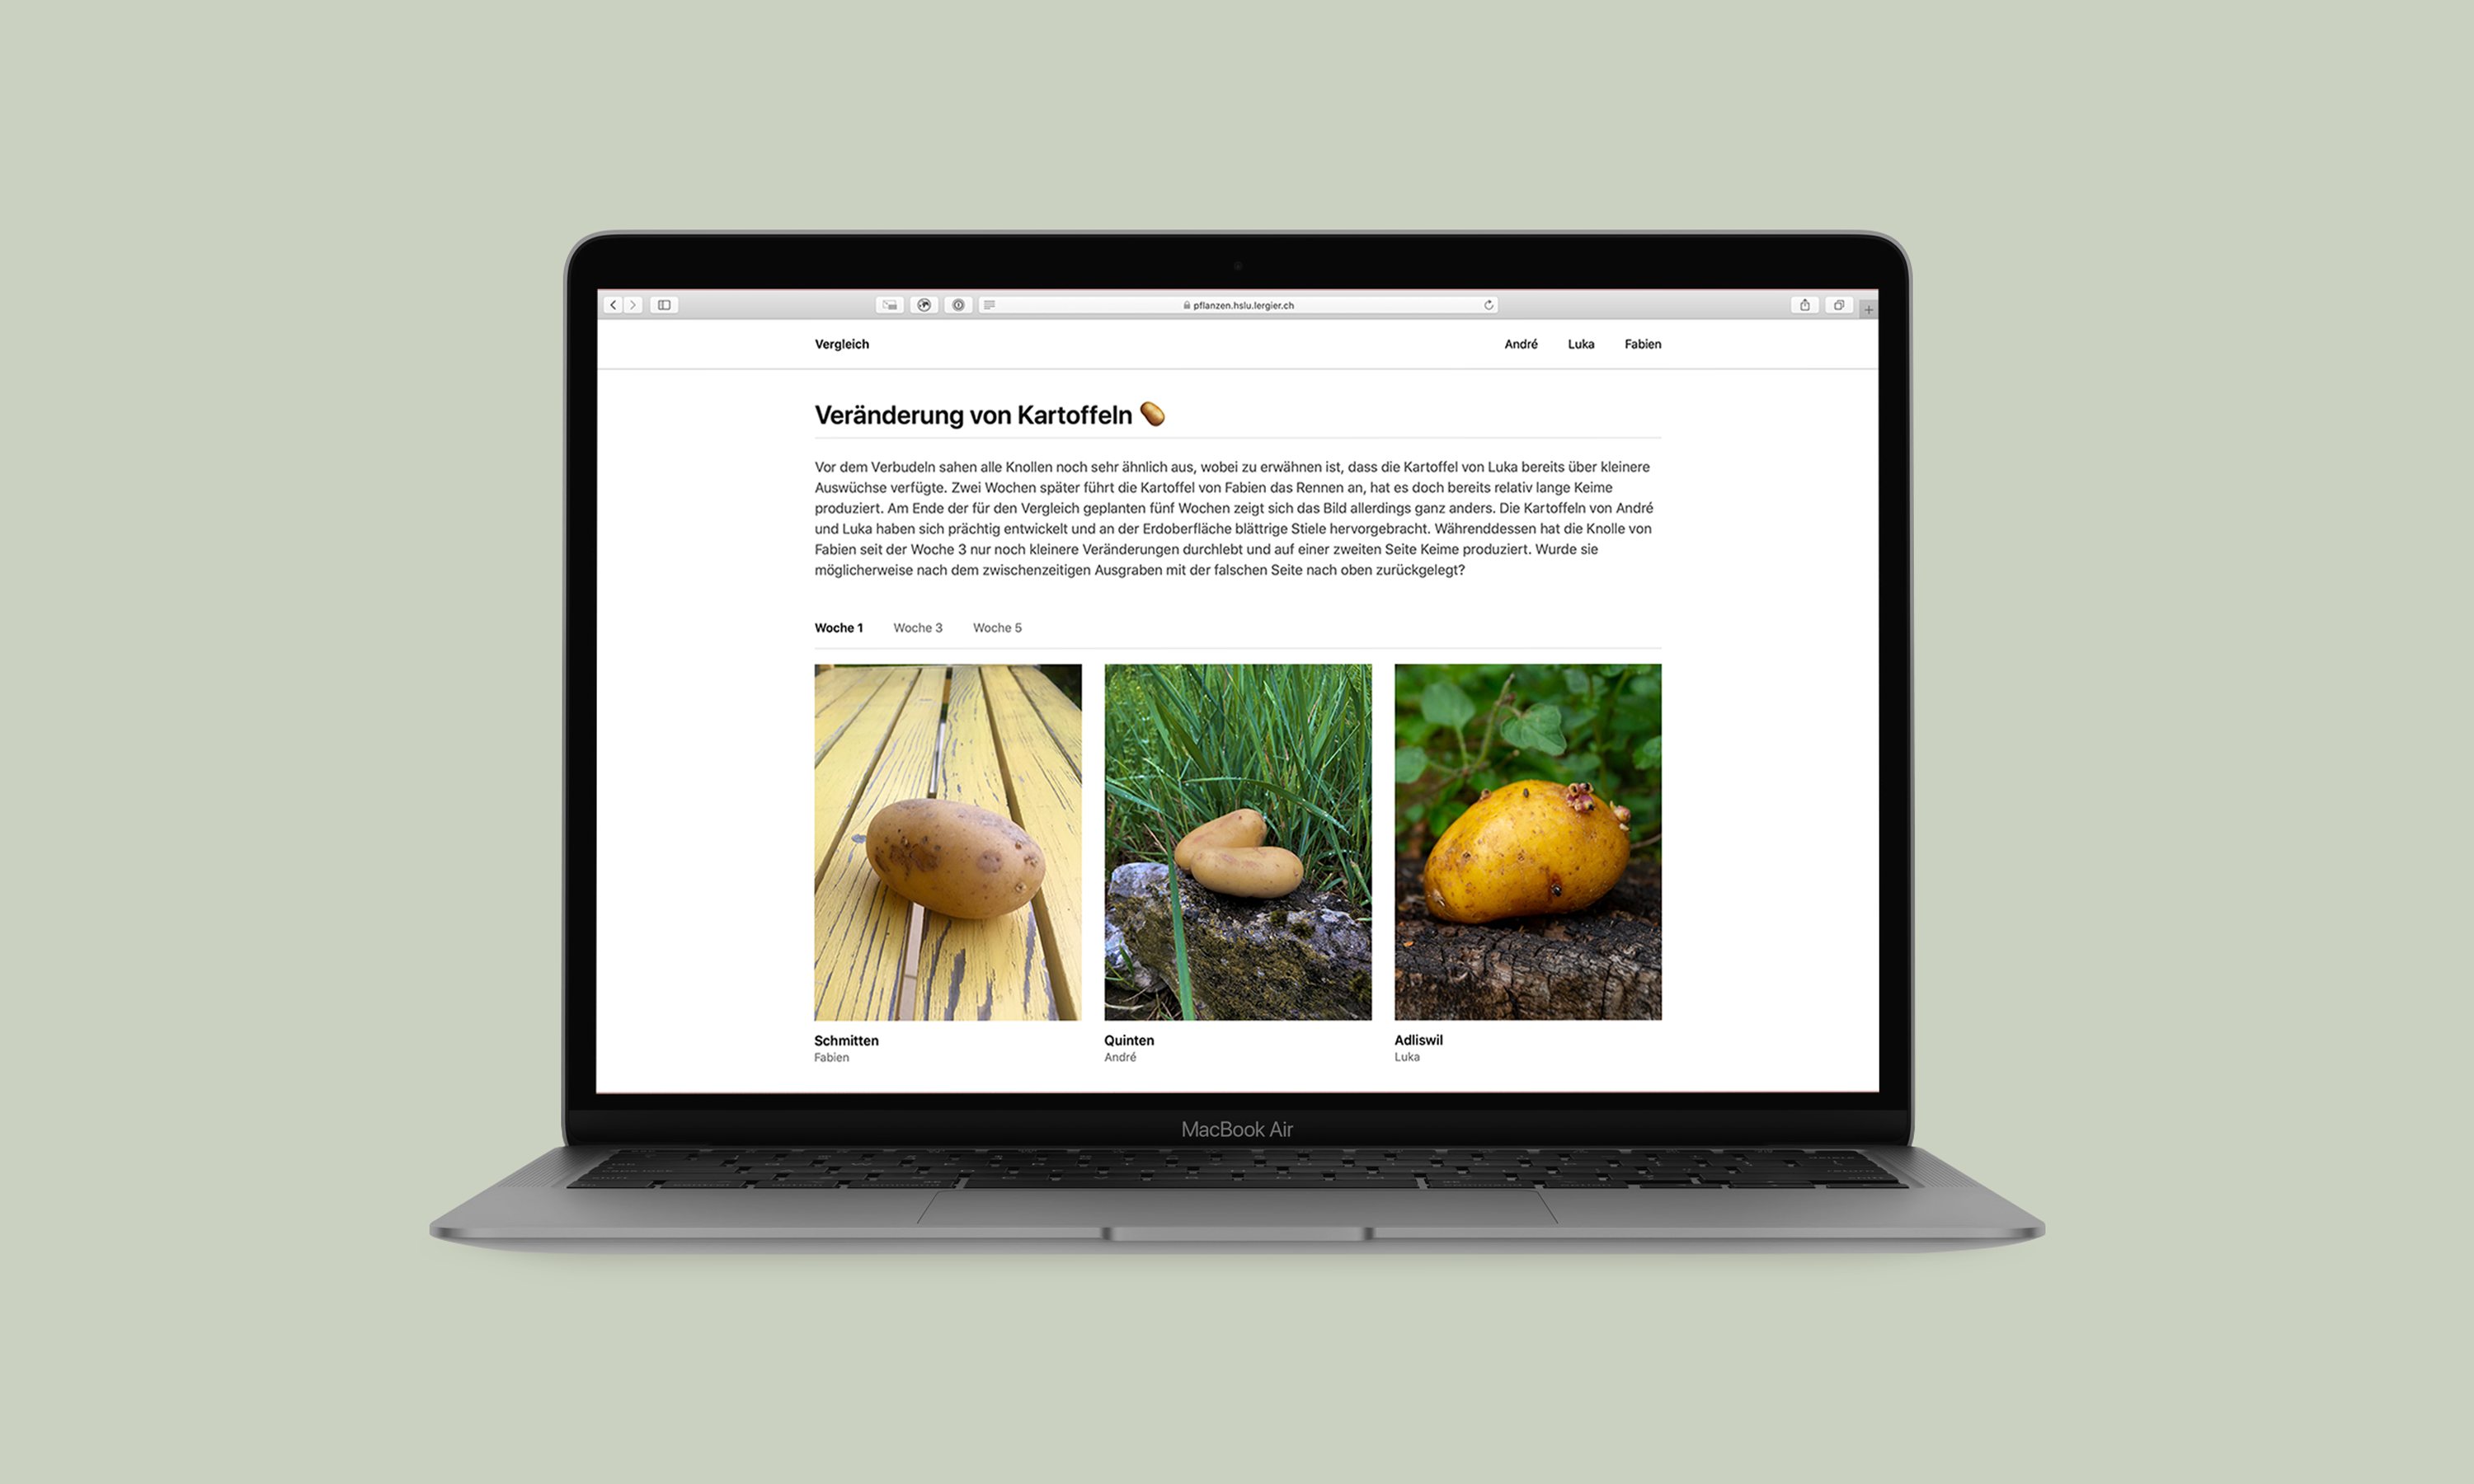 pflanzen.hslu.lergier.ch
Vergleich
André Luka Fabien
Veränderung von Kartoffeln 🥔
Vor dem Verbudeln sahen alle Knollen noch sehr ähnlich aus, wobei zu erwähnen ist, dass die Kartoffel von Luka bereits über kleinere
Auswüchse verfügte. Zwei Wochen später führt die Kartoffel von Fabien das Rennen an, hat es doch bereits relativ lange Keime
produziert. Am Ende der für den Vergleich geplanten fünf Wochen zeigt sich das Bild allerdings ganz anders. Die Kartoffeln von André
und Luka haben sich prächtig entwickelt und an der Erdoberfläche blättrige Stiele hervorgebracht. Währenddessen hat die Knolle von
Fabien seit der Woche 3 nur noch kleinere Veränderungen durchlebt und auf einer zweiten Seite Keime produziert. Wurde sie
möglicherweise nach dem zwischenzeitigen Ausgraben mit der falschen Seite nach oben zurückgelegt?
Woche 1 Woche 3 Woche 5
Schmitten
Fabien
Quinten
André
Adliswil
Luka
MacBook Air